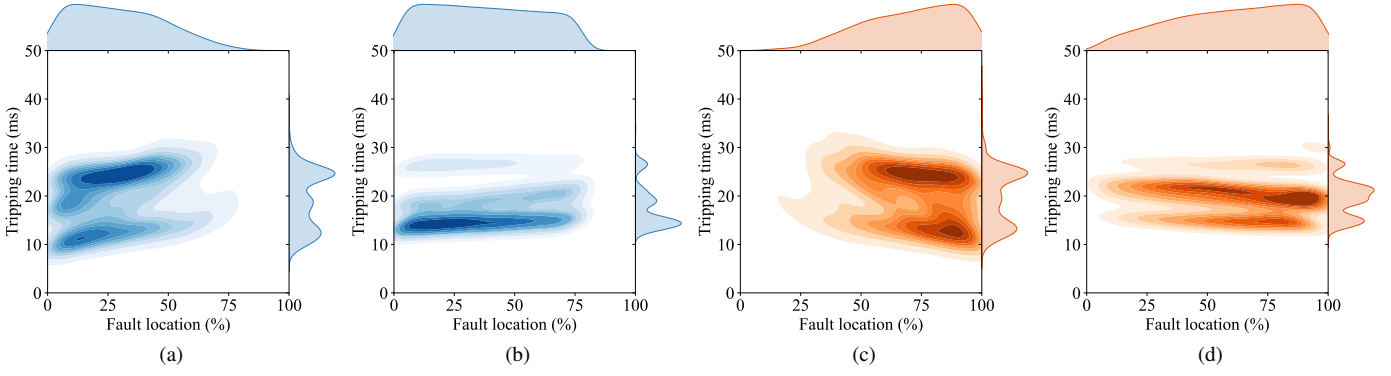 50 50 50 50
40 40 40 40
30 30 30 30
20 20 20 20
10 10 10 10
0 0 0 0
Tripping time (ms) Tripping time (ms) Tripping time (ms) Tripping time (ms)
0 25 50 75 100 0 25 50 75 100 0 25 50 75 100 0 25 50 75 100
Fault location (%) Fault location (%) Fault location (%) Fault location (%)
(a) (b) (c) (d)